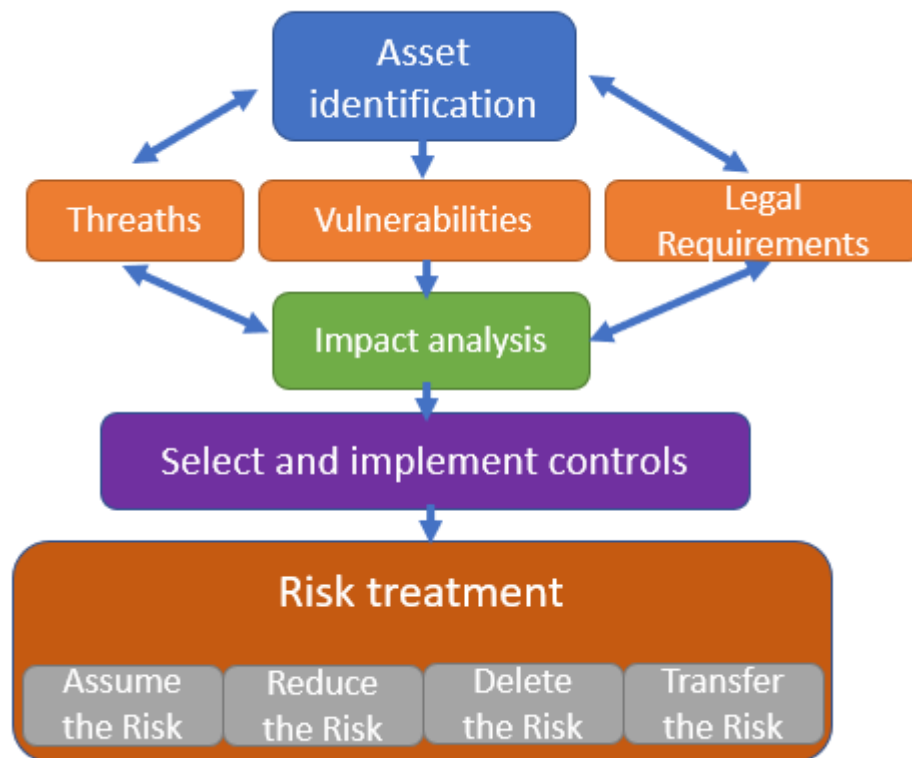 Asset
identification
Threaths
Vulnerabilities
Legal
Requirements
Impact analysis
Select and implement controls
Risk treatment
Assume
the Risk
Reduce
the Risk
Delete
the Risk
Transfer
the Risk